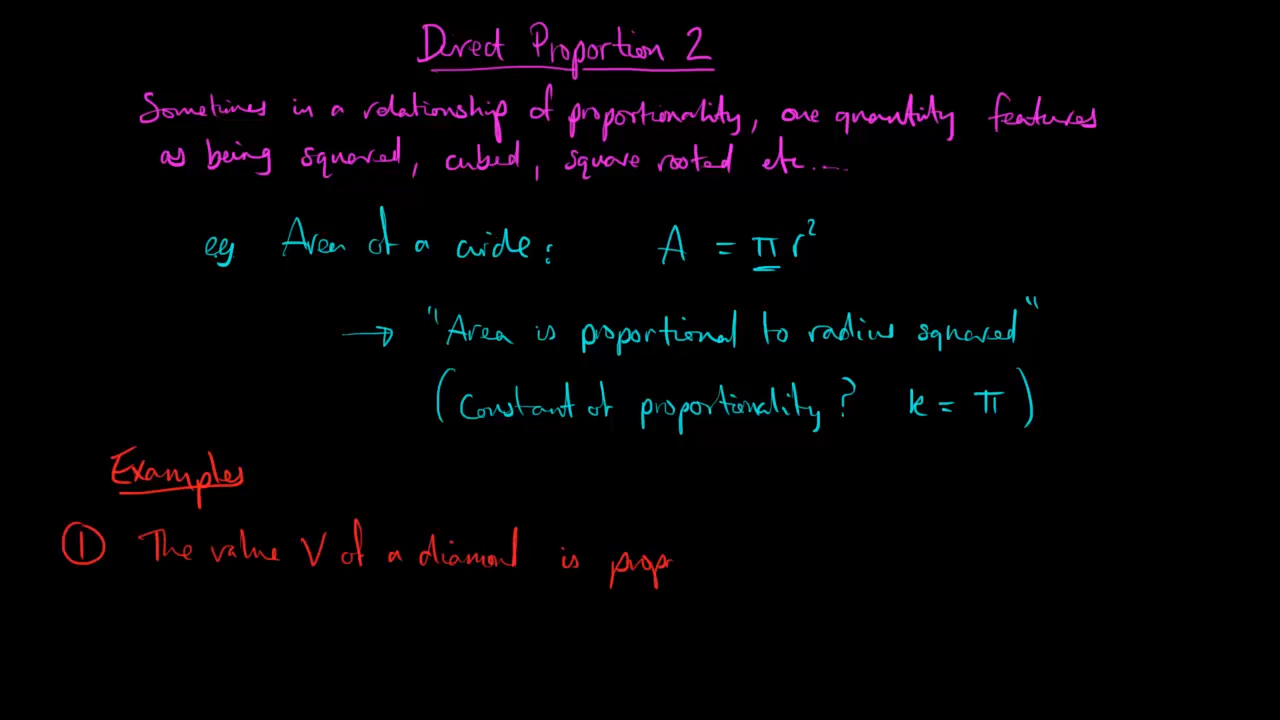 Direct Proportion 2
Sometimes in a relationship of proportionality, one quantity features
as being squared, cubed, square rooted etc....
eg Area of a circle: A = πr²
→ "Area is proportional to radius squared"
(Constant of proportionality? k = π)
Examples
① The value V of a diamond is prop